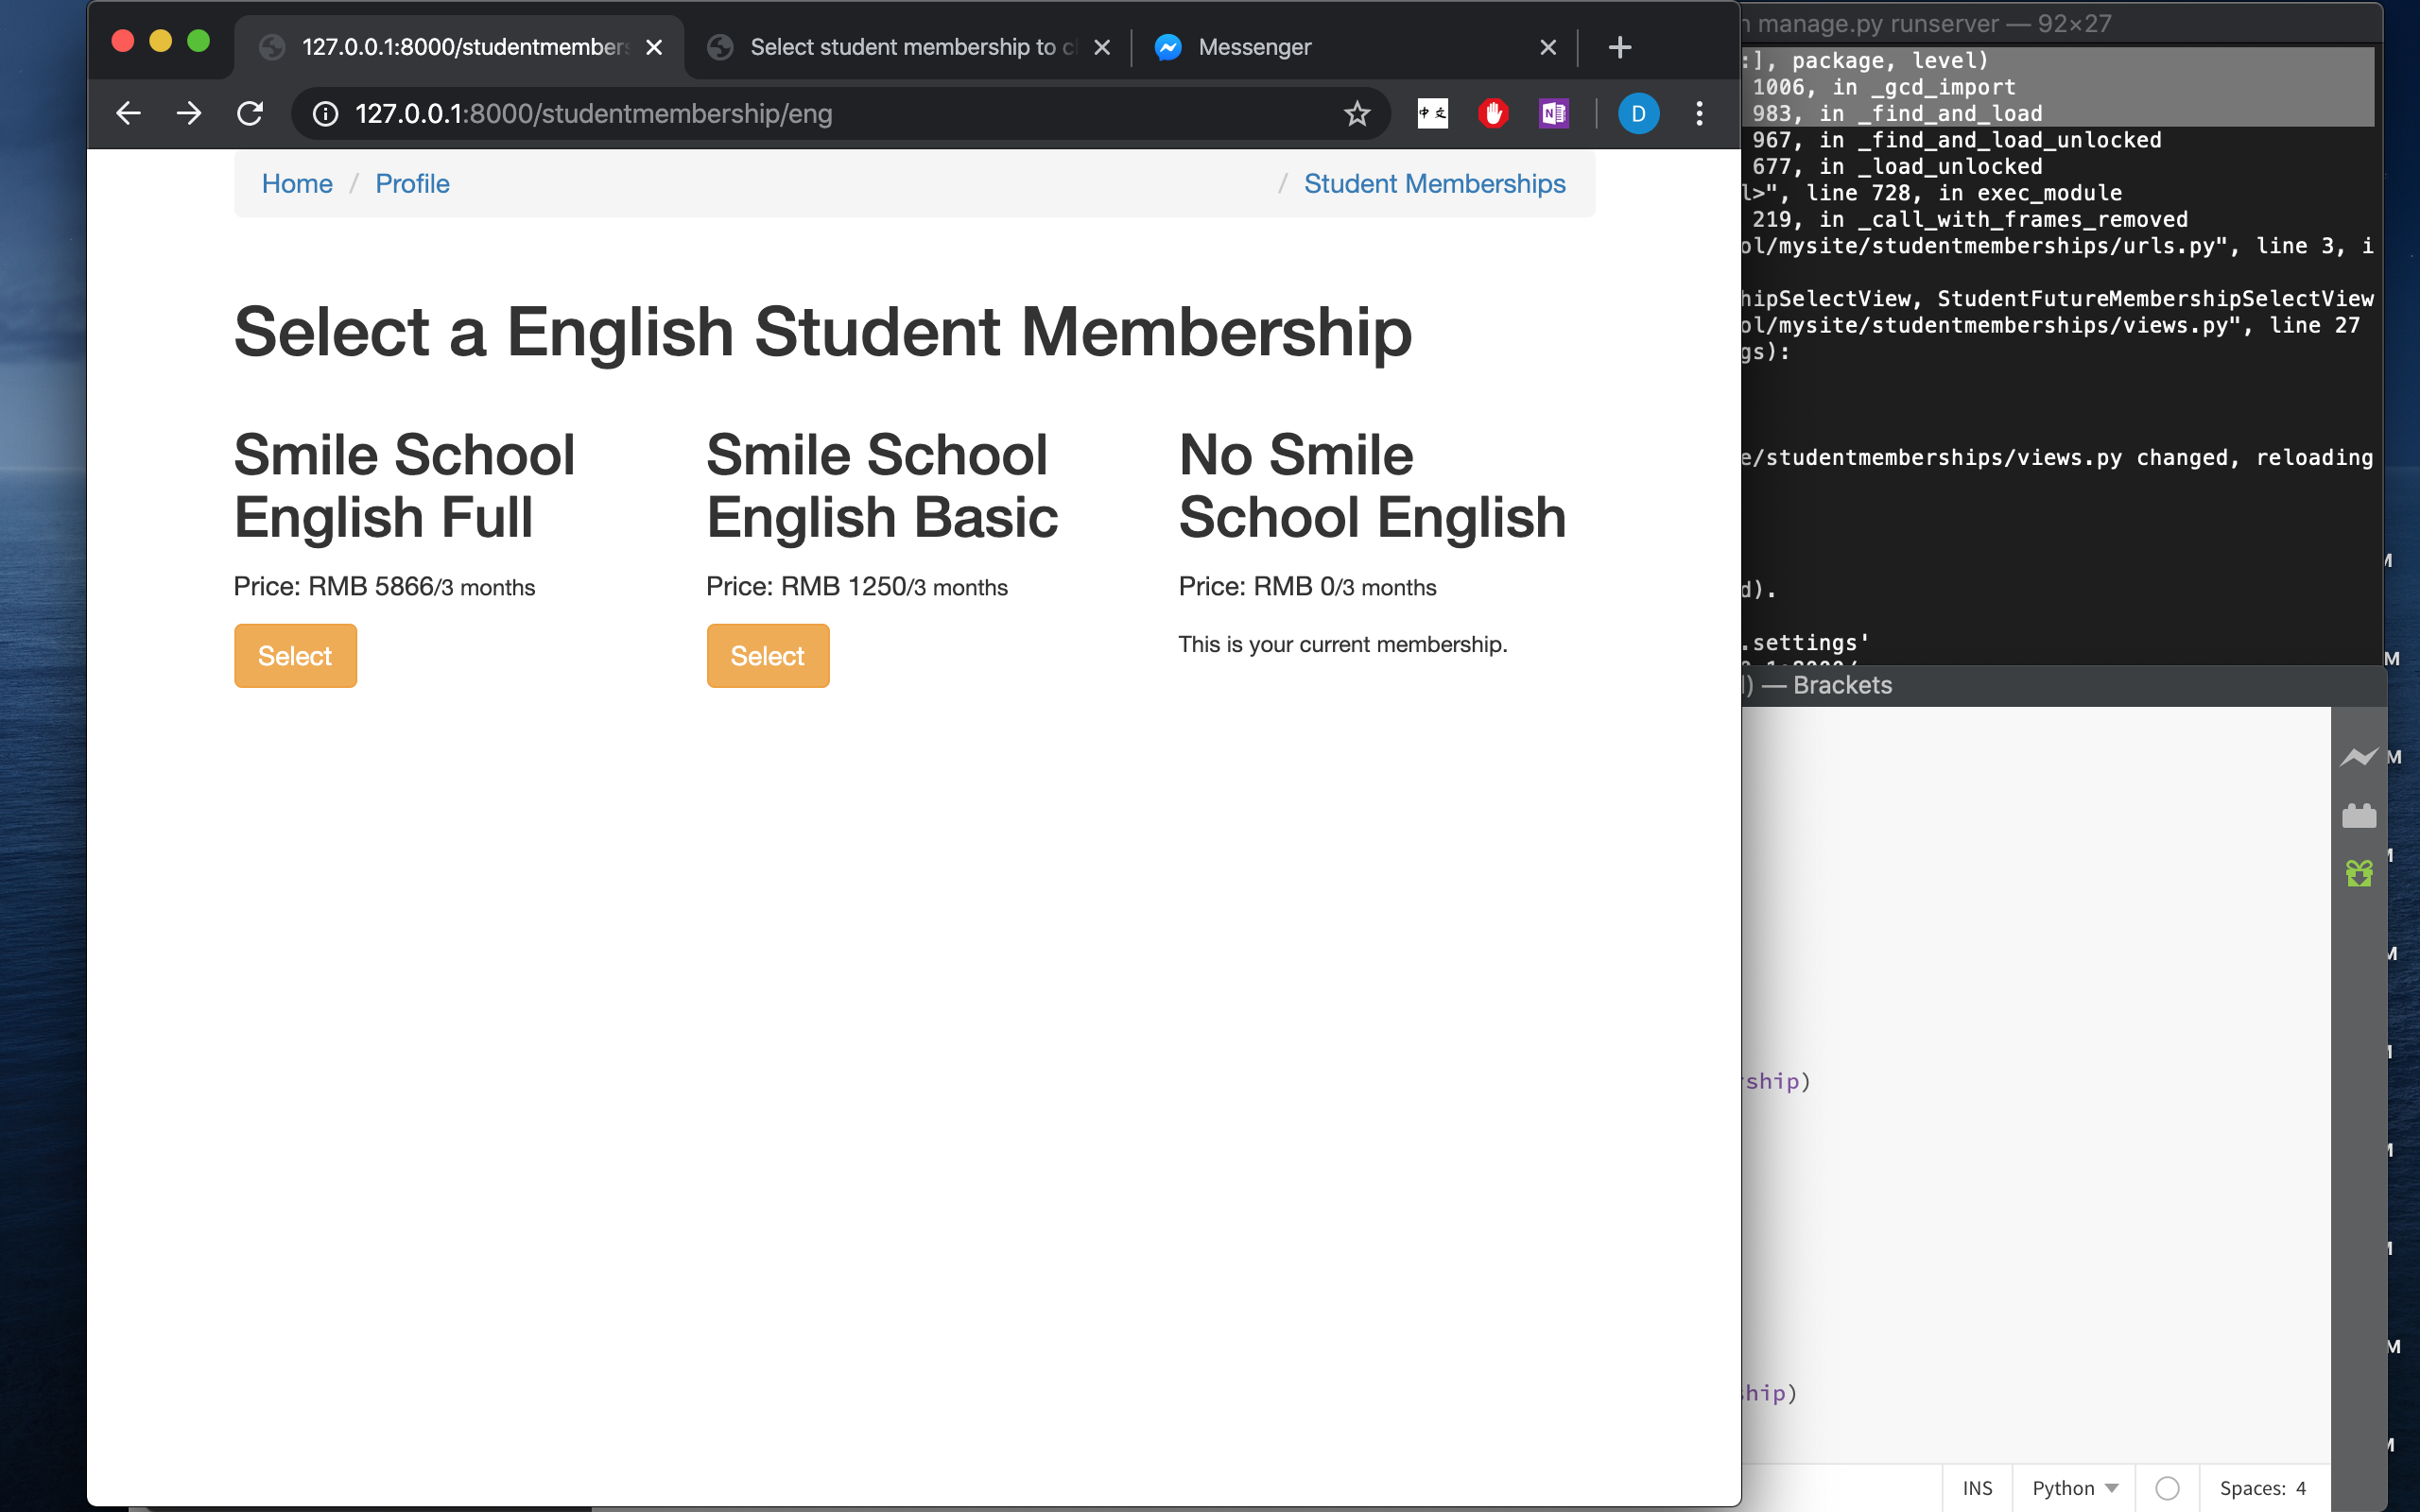 127.0.0.1:8000/studentmembers
Select student membership to c
Messenger
127.0.0.1:8000/studentmembership/eng
中文
N
D
Home / Profile
/ Student Memberships
Select a English Student Membership
Smile School
English Full
Price: RMB 5866/3 months
Select
Smile School
English Basic
Price: RMB 1250/3 months
Select
No Smile
School English
Price: RMB 0/3 months
This is your current membership.
manage.py runserver — 92×27
:], package, level)
1006, in _gcd_import
983, in _find_and_load
967, in _find_and_load_unlocked
677, in _load_unlocked
l>", line 728, in exec_module
219, in _call_with_frames_removed
ol/mysite/studentmemberships/urls.py", line 3, i
hipSelectView, StudentFutureMembershipSelectView
ol/mysite/studentmemberships/views.py", line 27
gs):
e/studentmemberships/views.py changed, reloading
d).
.settings'
) — Brackets
ship)
hip)
INS
Python
Spaces: 4
M
M
M
M
M